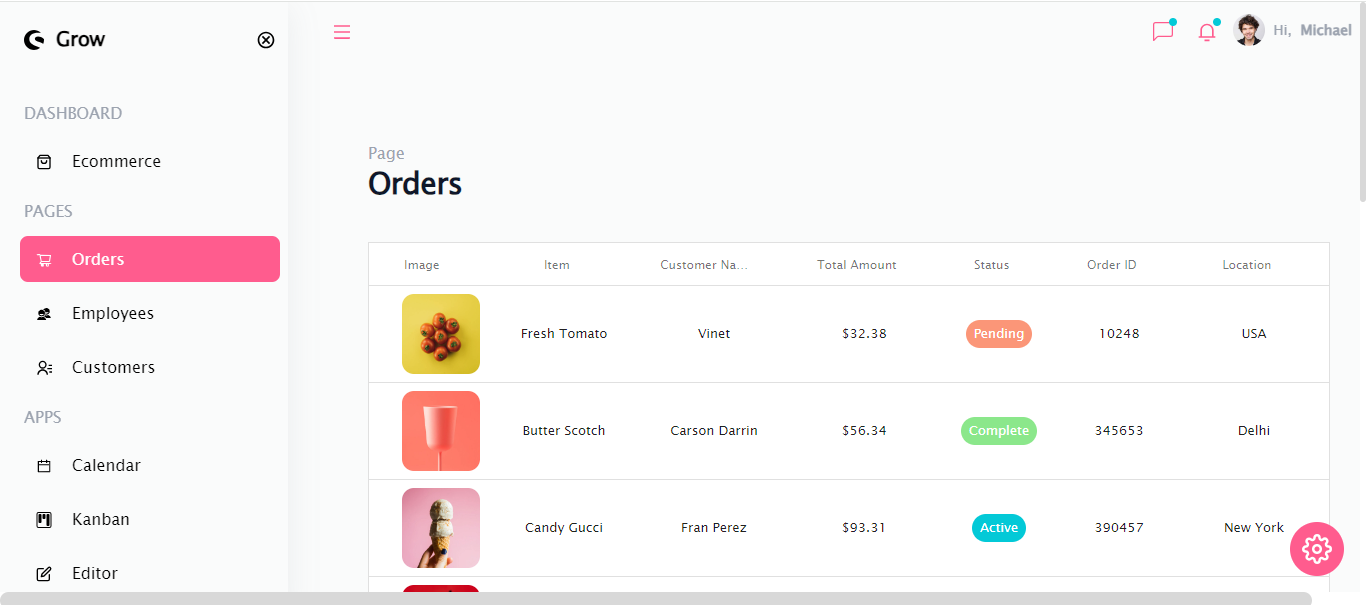 Grow
Hi, Michael
DASHBOARD
Ecommerce
PAGES
Orders
Employees
Customers
APPS
Calendar
Kanban
Editor
Page
Orders
Image Item Customer Na... Total Amount Status Order ID Location
Fresh Tomato Vinet $32.38 Pending 10248 USA
Butter Scotch Carson Darrin $56.34 Complete 345653 Delhi
Candy Gucci Fran Perez $93.31 Active 390457 New York